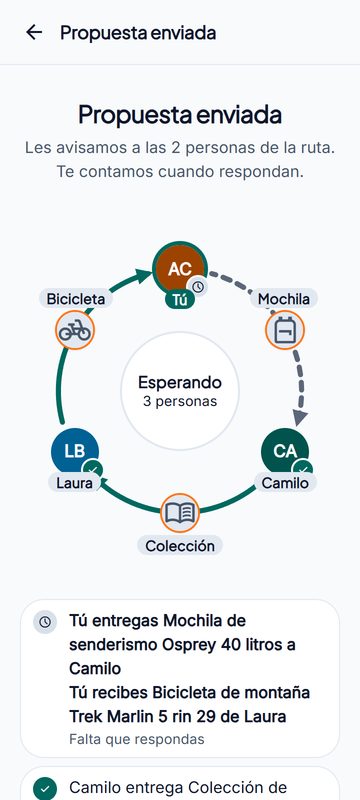 Propuesta enviada
Propuesta enviada
Les avisamos a las 2 personas de la ruta.
Te contamos cuando respondan.
AC
Tú
Bicicleta
Mochila
Esperando
3 personas
LB
Laura
CA
Camilo
Colección
Tú entregas Mochila de
senderismo Osprey 40 litros a
Camilo
Tú recibes Bicicleta de montaña
Trek Marlin 5 rin 29 de Laura
Falta que respondas
Camilo entrega Colección de